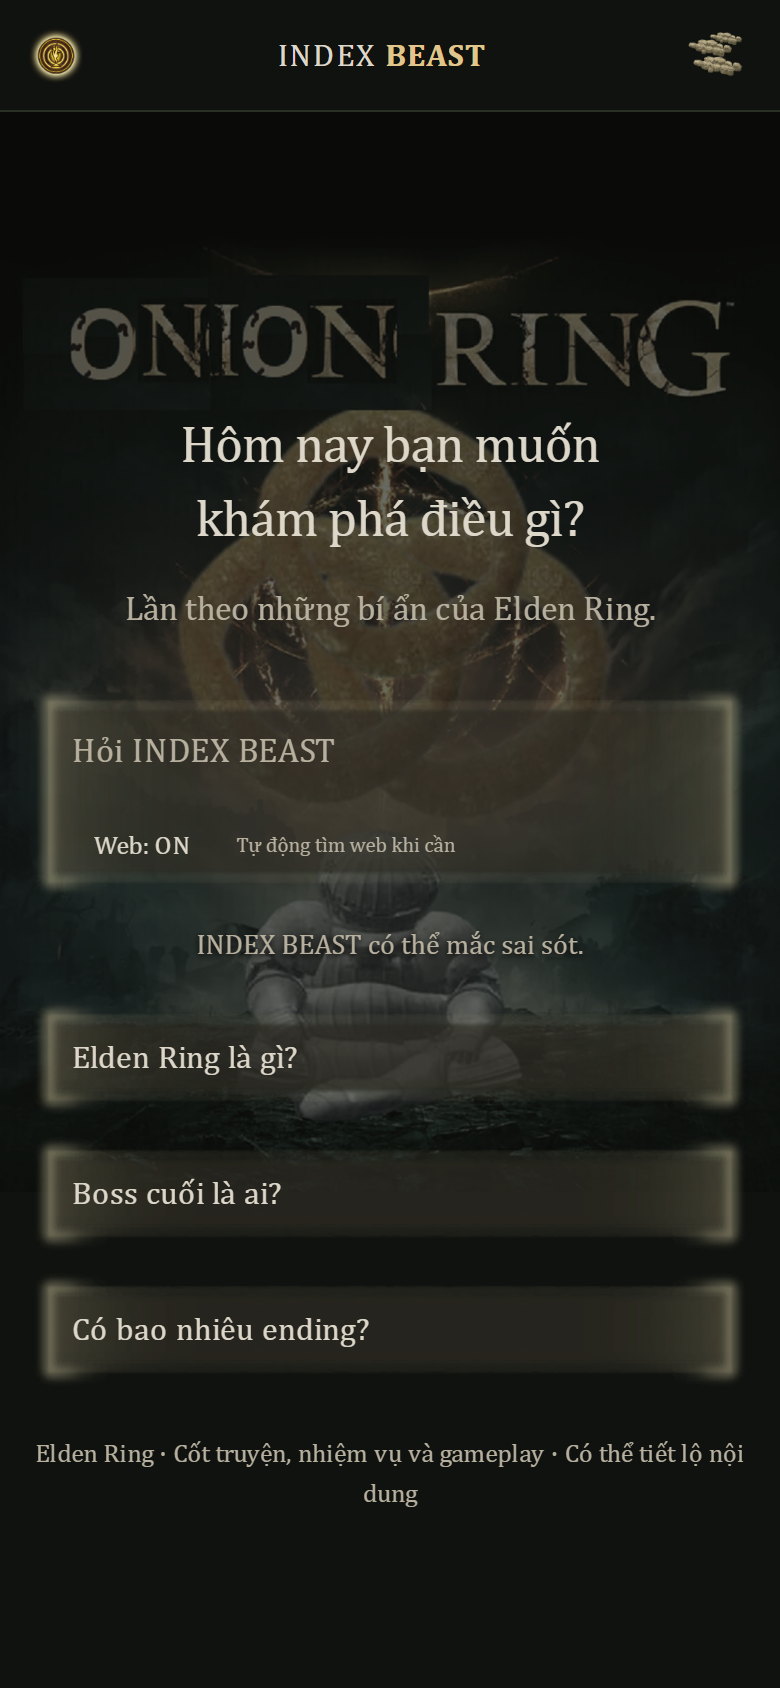 INDEX BEAST
ONION RING
Hôm nay bạn muốn
khám phá điều gì?
Lần theo những bí ẩn của Elden Ring.
Hỏi INDEX BEAST
Web: ON Tự động tìm web khi cần
INDEX BEAST có thể mắc sai sót.
Elden Ring là gì?
Boss cuối là ai?
Có bao nhiêu ending?
Elden Ring · Cốt truyện, nhiệm vụ và gameplay · Có thể tiết lộ nội
dung